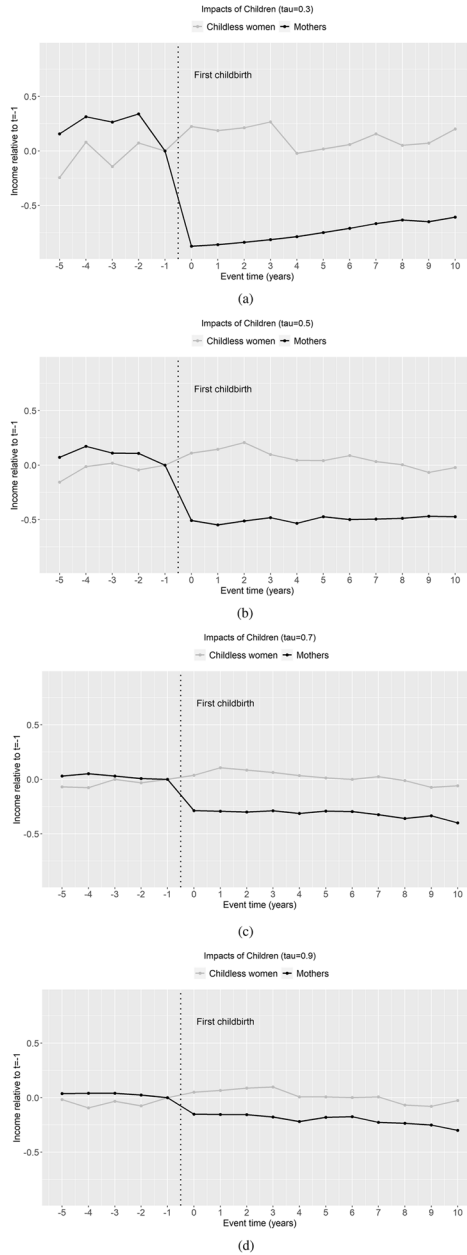 Impacts of Children (tau=0.3)
Childless women Mothers
First childbirth
Income relative to t=-1
0.5
0.0
-0.5
-5 -4 -3 -2 -1 0 1 2 3 4 5 6 7 8 9 10
Event time (years)
(a)
Impacts of Children (tau=0.5)
Childless women Mothers
First childbirth
Income relative to t=-1
0.5
0.0
-0.5
-5 -4 -3 -2 -1 0 1 2 3 4 5 6 7 8 9 10
Event time (years)
(b)
Impacts of Children (tau=0.7)
Childless women Mothers
First childbirth
Income relative to t=-1
0.5
0.0
-0.5
-5 -4 -3 -2 -1 0 1 2 3 4 5 6 7 8 9 10
Event time (years)
(c)
Impacts of Children (tau=0.9)
Childless women Mothers
First childbirth
Income relative to t=-1
0.5
0.0
-0.5
-5 -4 -3 -2 -1 0 1 2 3 4 5 6 7 8 9 10
Event time (years)
(d)